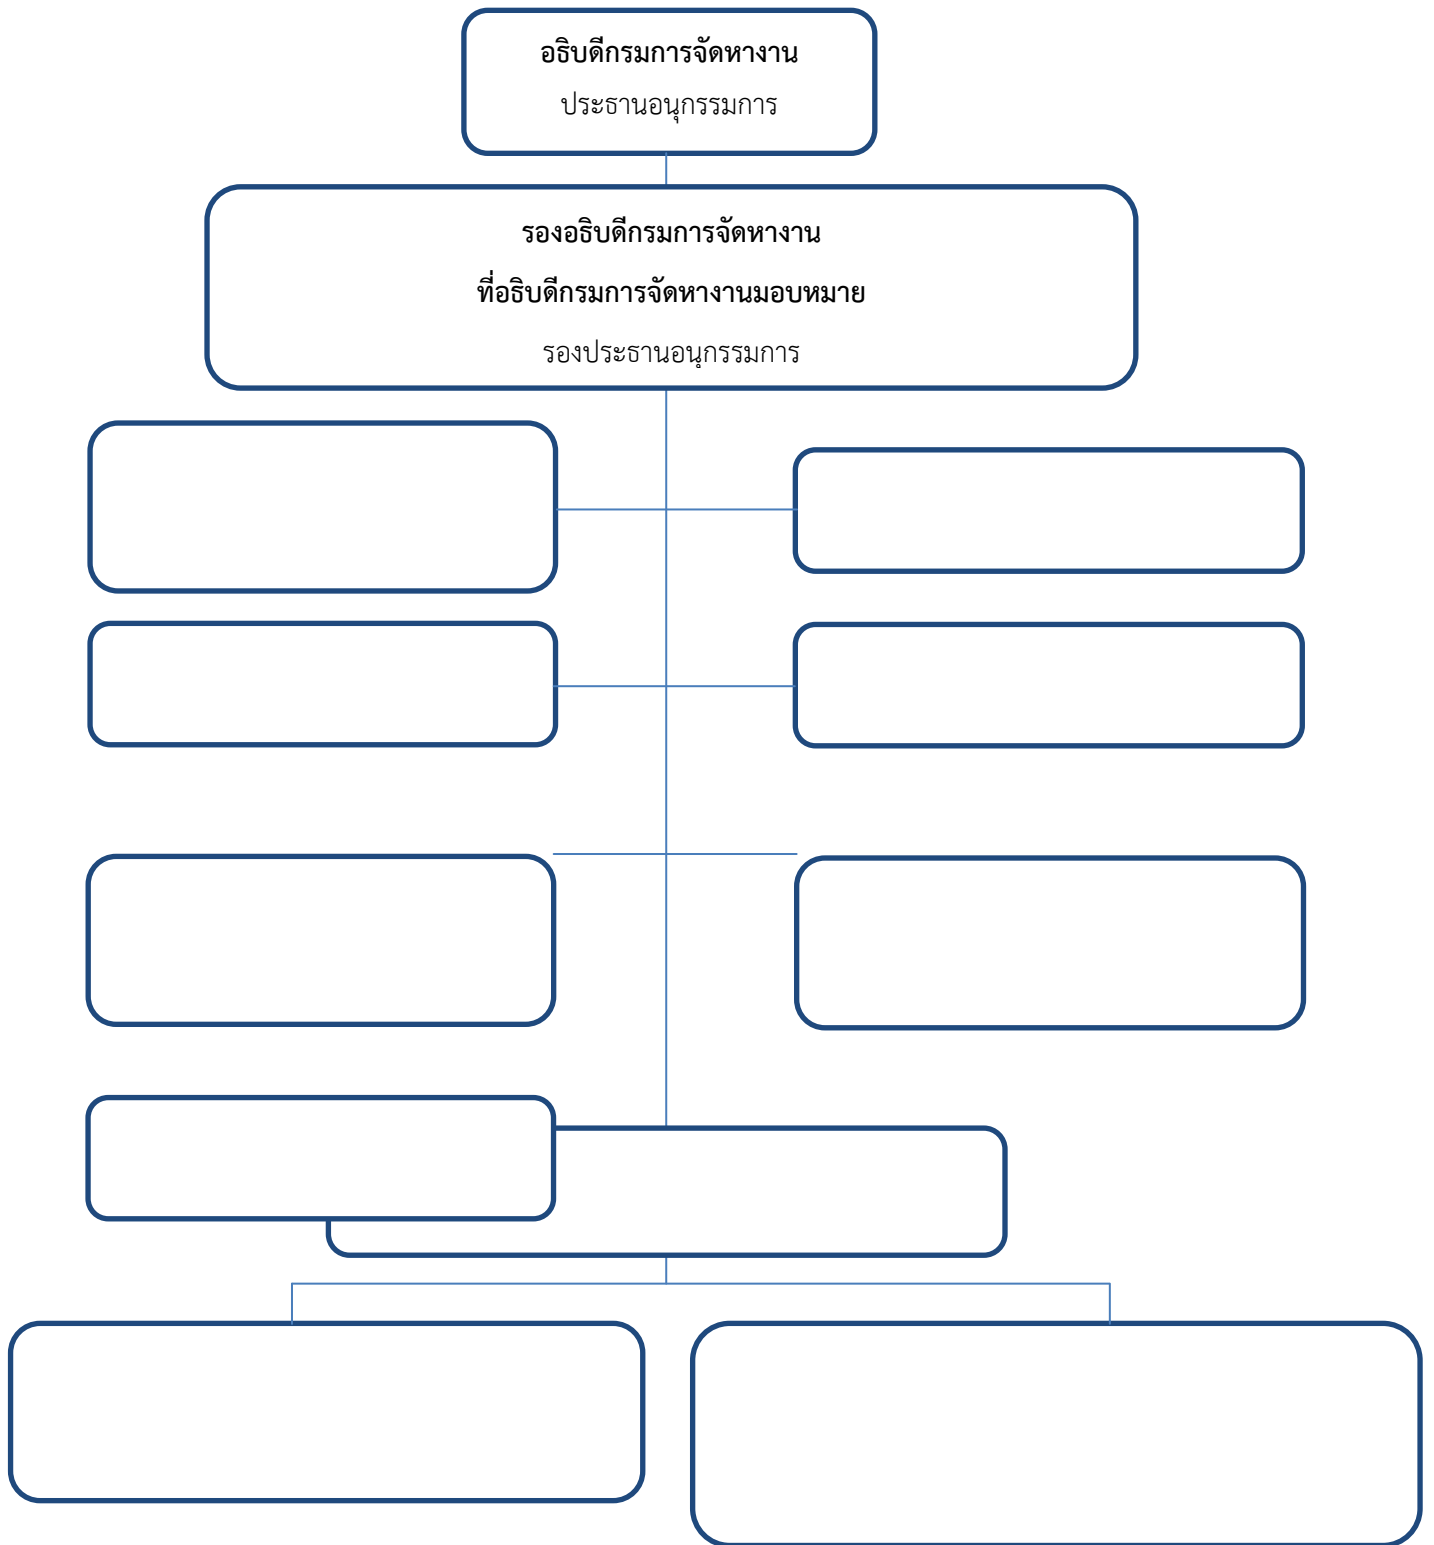 อธิบดีกรมการจัดหางาน
ประธานอนุกรรมการ
รองอธิบดีกรมการจัดหางาน
ที่อธิบดีกรมการจัดหางานมอบหมาย
รองประธานอนุกรรมการ